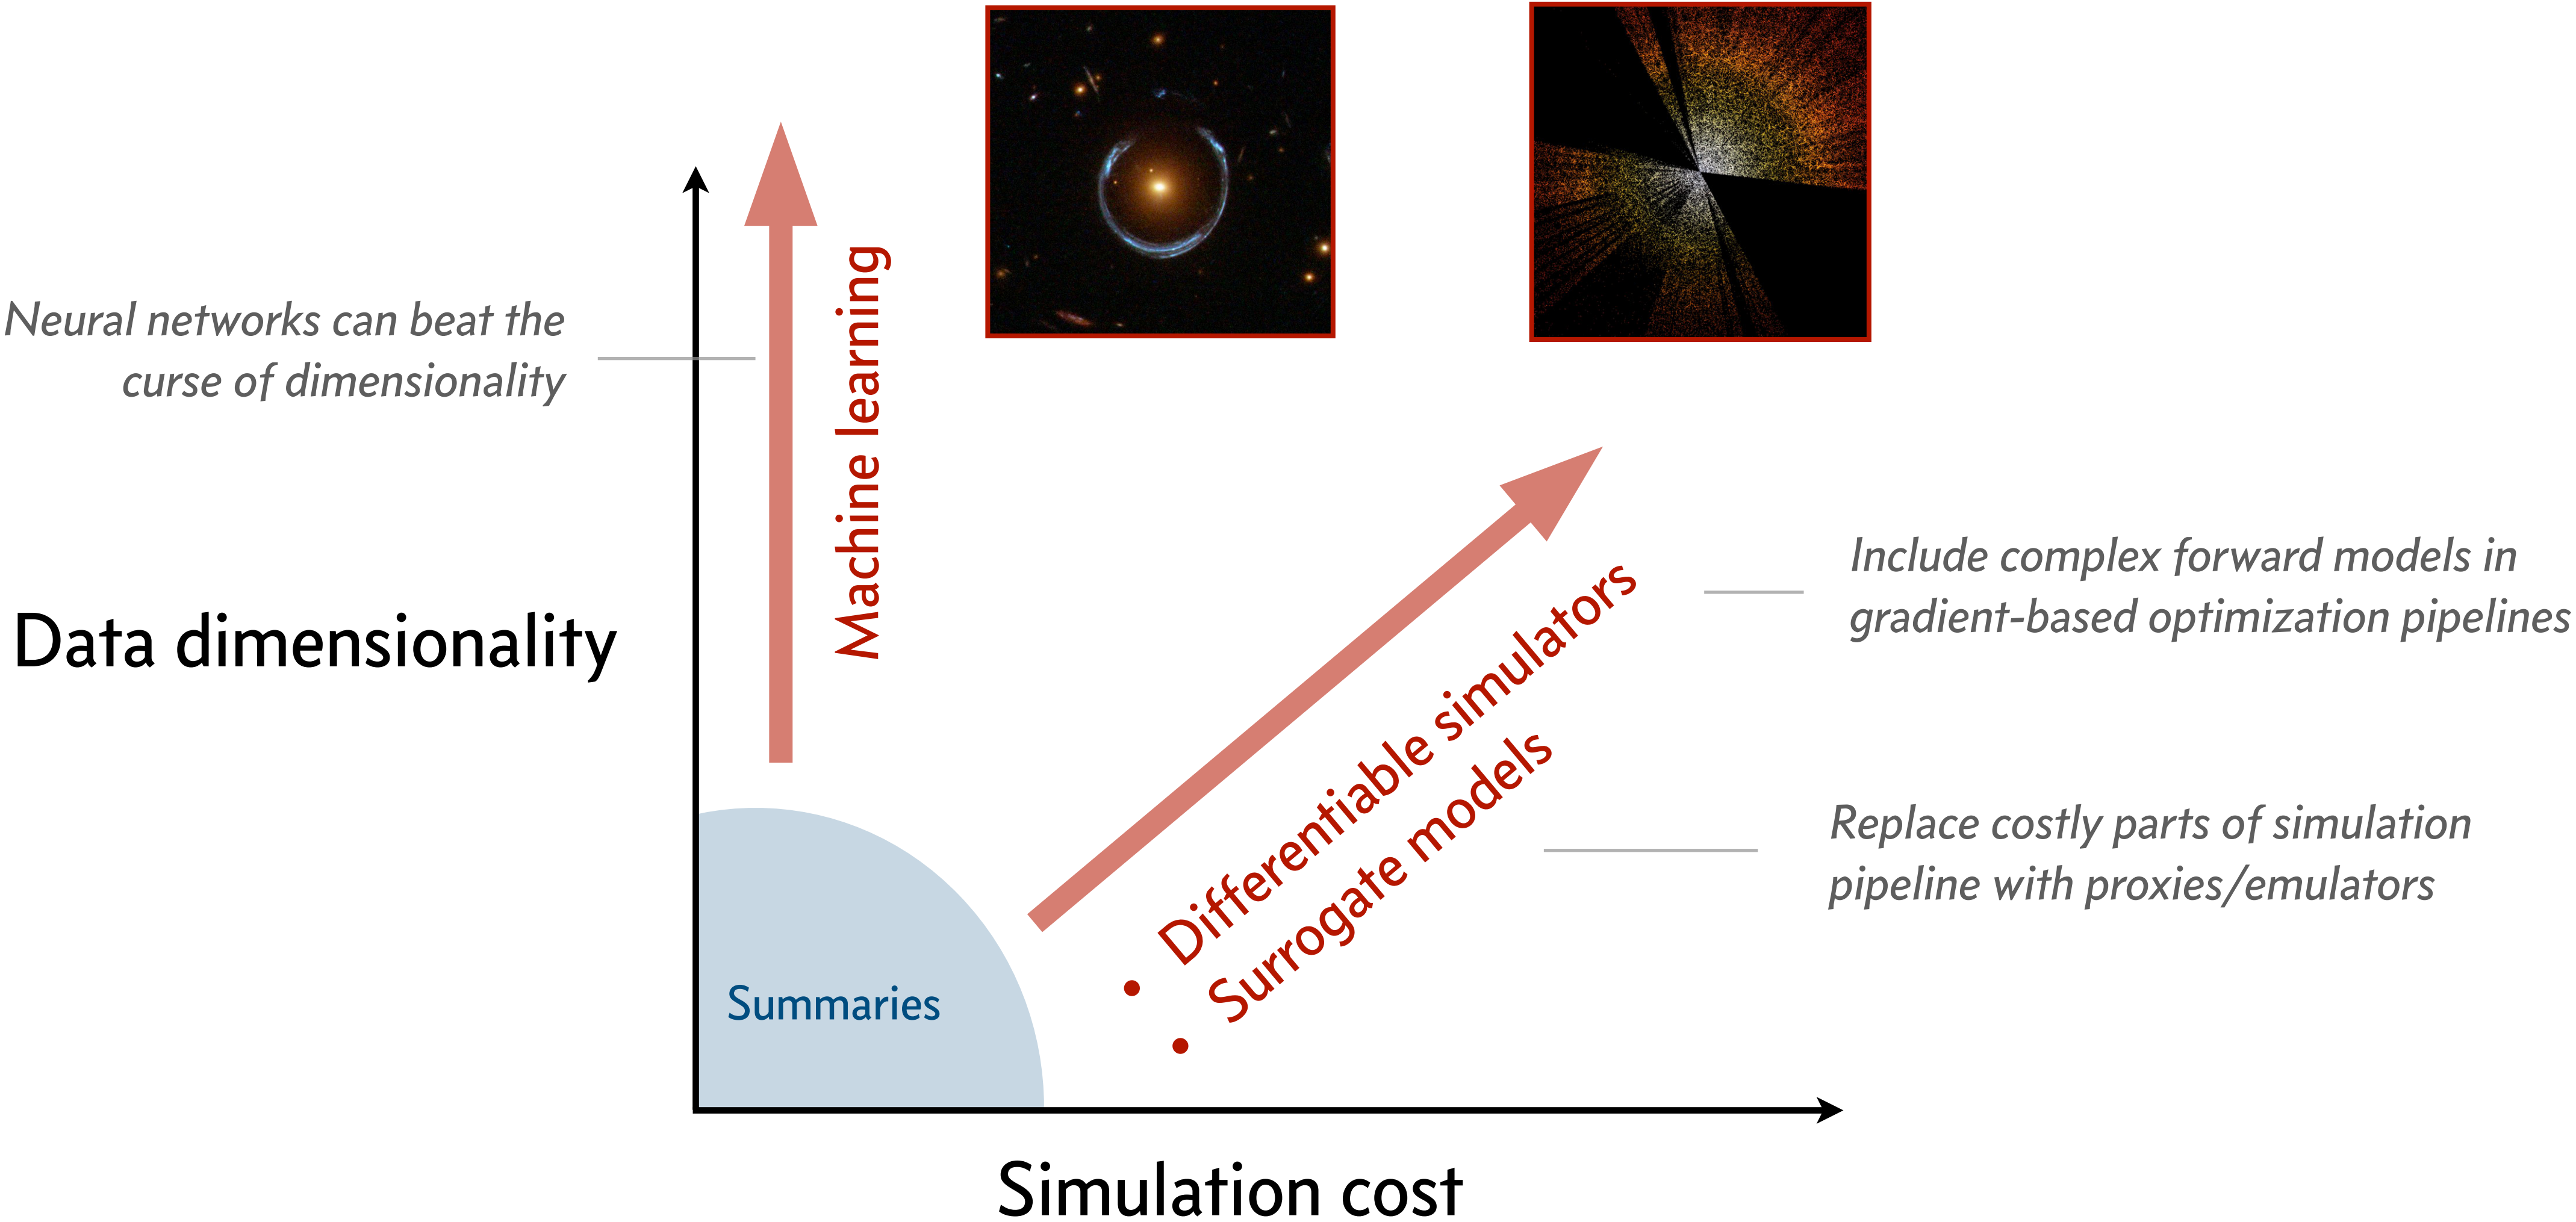 Neural networks can beat the
curse of dimensionality
Machine learning
Data dimensionality
Include complex forward models in
gradient-based optimization pipelines
• Differentiable simulators
• Surrogate models
Replace costly parts of simulation
pipeline with proxies/emulators
Summaries
Simulation cost